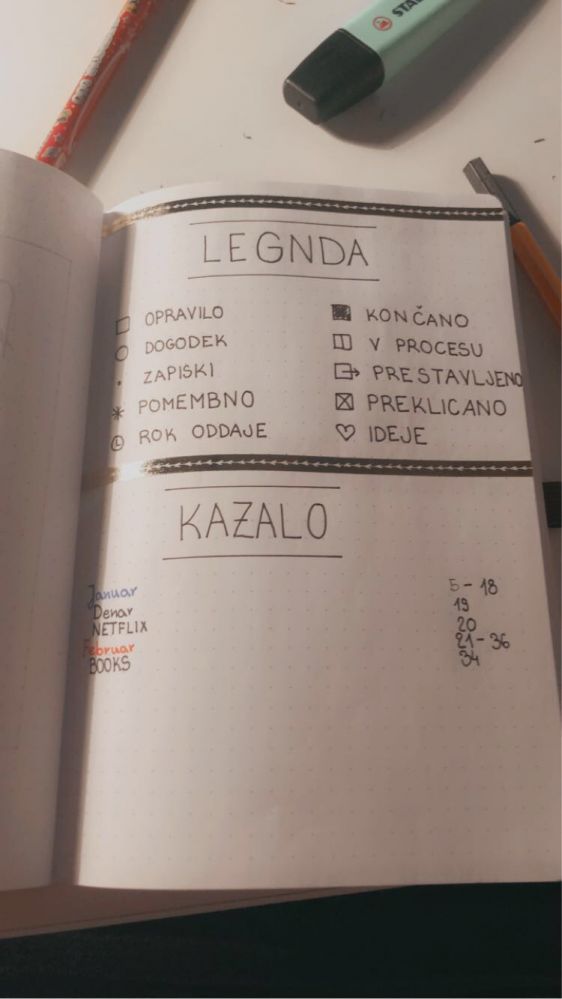 STA
LEGNDA
OPRAVILO
DOGODEK
ZAPISKI
POMEMBNO
ROK ODDAJE
KONČANO
V PROCESU
PRESTAVLJENO
PREKLICANO
IDEJE
KAZALO
Januar 5-18
Denar 19
NETFLIX 20
Februar 21-36
BOOKS 34